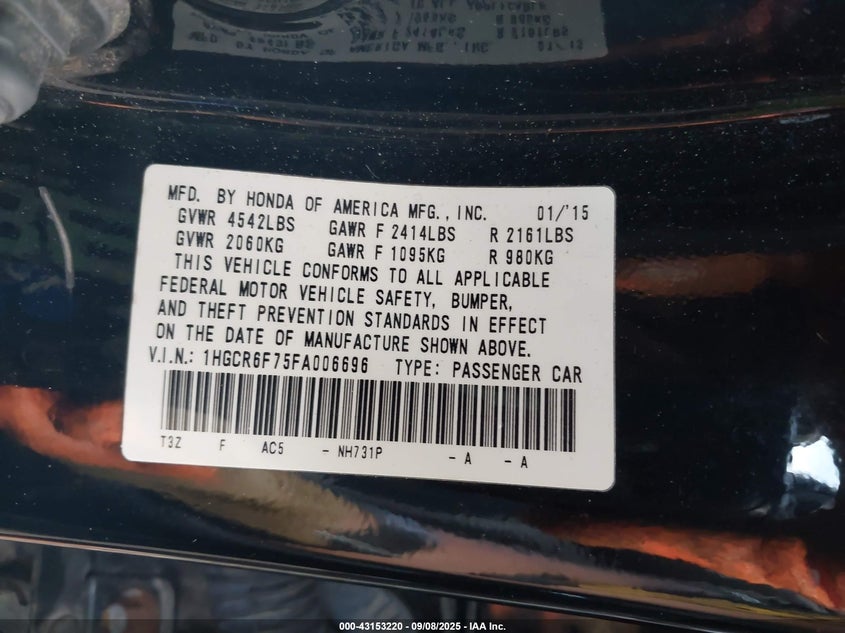 MFD. BY HONDA OF AMERICA MFG., INC. 01/'15
GVWR 4542LBS GAWR F 2414LBS R 2161LBS
GVWR 2060KG GAWR F 1095KG R 980KG
THIS VEHICLE CONFORMS TO ALL APPLICABLE
FEDERAL MOTOR VEHICLE SAFETY, BUMPER,
AND THEFT PREVENTION STANDARDS IN EFFECT
ON THE DATE OF MANUFACTURE SHOWN ABOVE.
V.I.N.: 1HGCR6F75FA006696 TYPE: PASSENGER CAR
T3Z F AC5 - NH731P - A - A
000-43153220 - 09/08/2025 - IAA Inc.